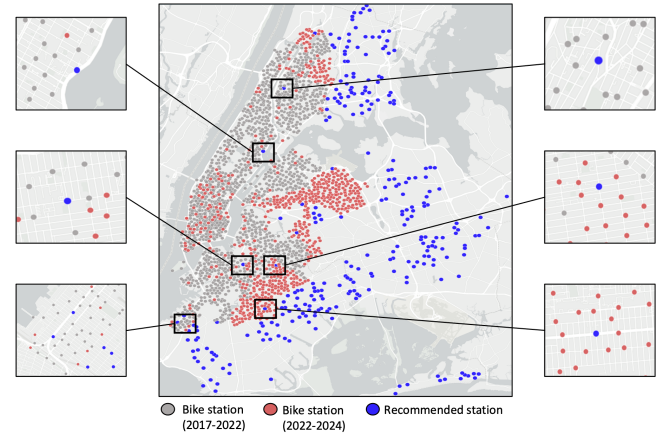 Bike station
(2017-2022)
Bike station
(2022-2024)
Recommended station